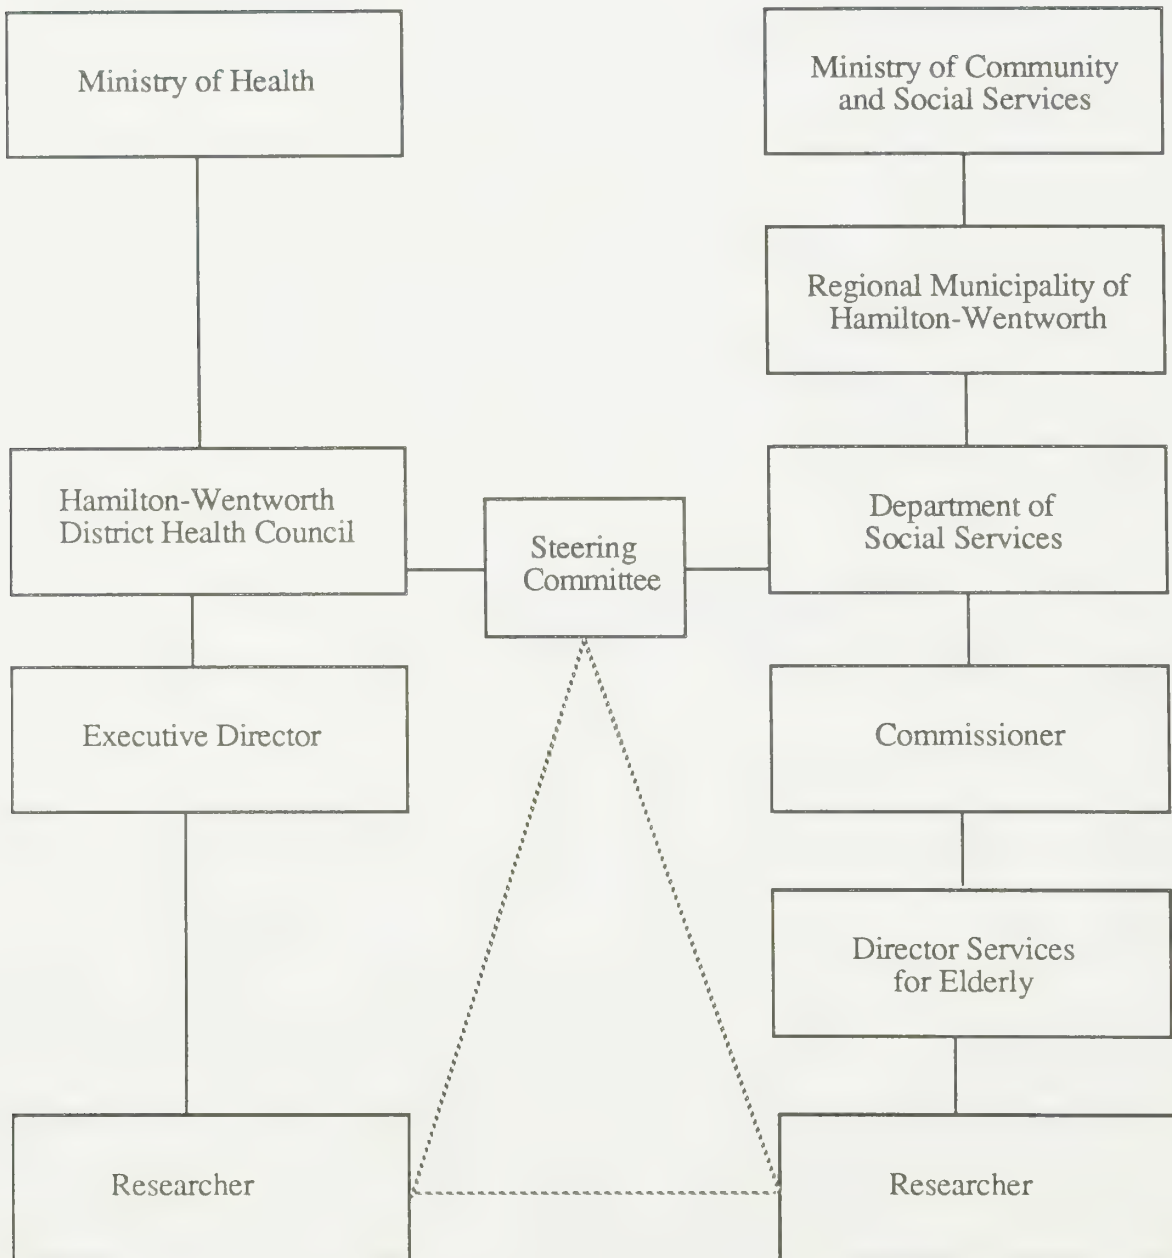 Ministry of Health
Ministry of Community
and Social Services
Regional Municipality of
Hamilton-Wentworth
Hamilton-Wentworth
District Health Council
Steering
Committee
Department of
Social Services
Executive Director
Commissioner
Director Services
for Elderly
Researcher
Researcher